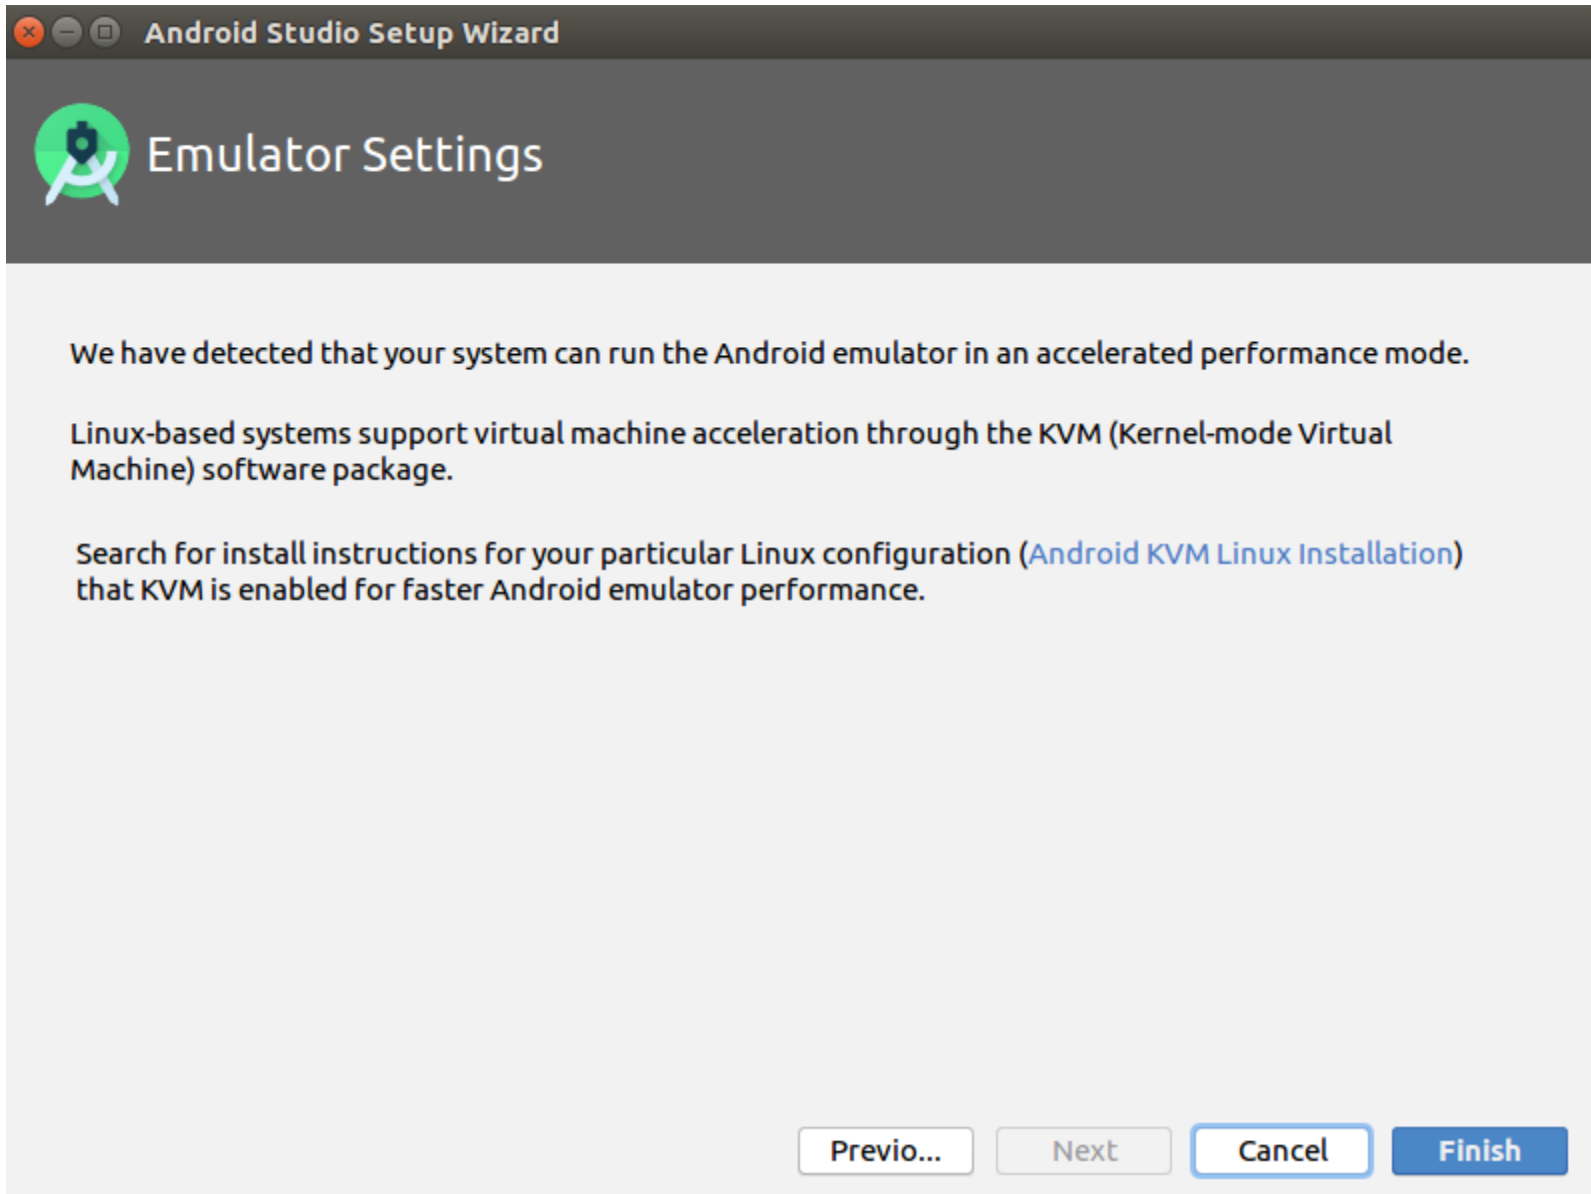 Android Studio Setup Wizard
Emulator Settings
We have detected that your system can run the Android emulator in an accelerated performance mode.
Linux-based systems support virtual machine acceleration through the KVM (Kernel-mode Virtual
Machine) software package.
Search for install instructions for your particular Linux configuration (Android KVM Linux Installation)
that KVM is enabled for faster Android emulator performance.
Previo... Next Cancel Finish